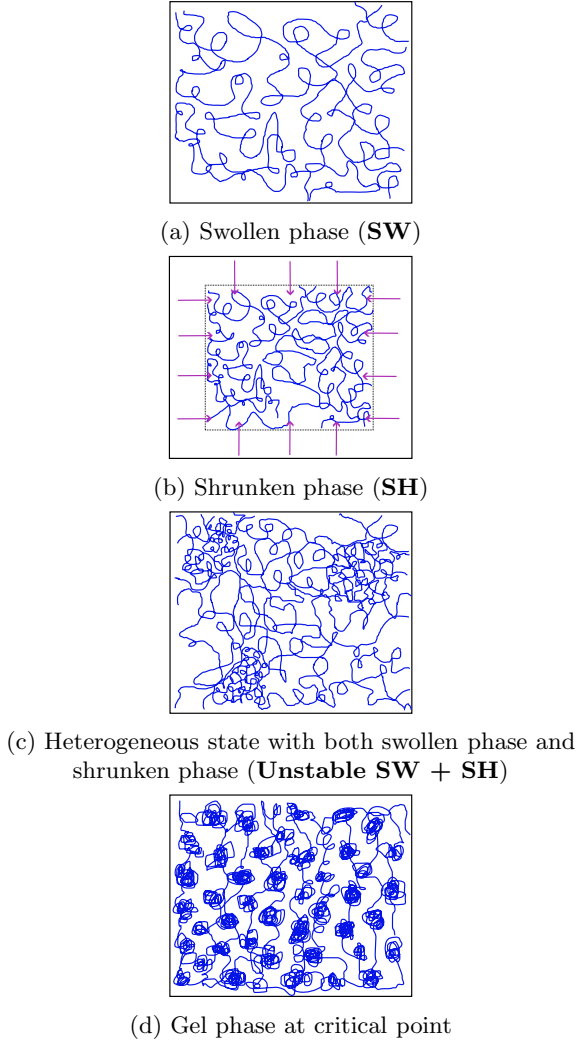 (a) Swollen phase (SW)
(b) Shrunken phase (SH)
(c) Heterogeneous state with both swollen phase and
shrunken phase (Unstable SW + SH)
(d) Gel phase at critical point